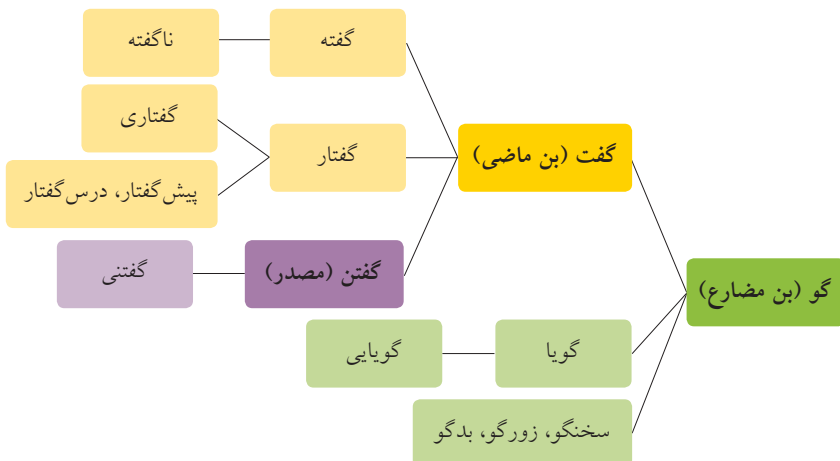 گو (بن مضارع)
گفت (بن ماضی)
گفته
ناگفته
گفتار
گفتاری
پیش‌گفتار، درس‌گفتار
گفتن (مصدر)
گفتنی
گویا
گویایی
سخنگو، زورگو، بدگو